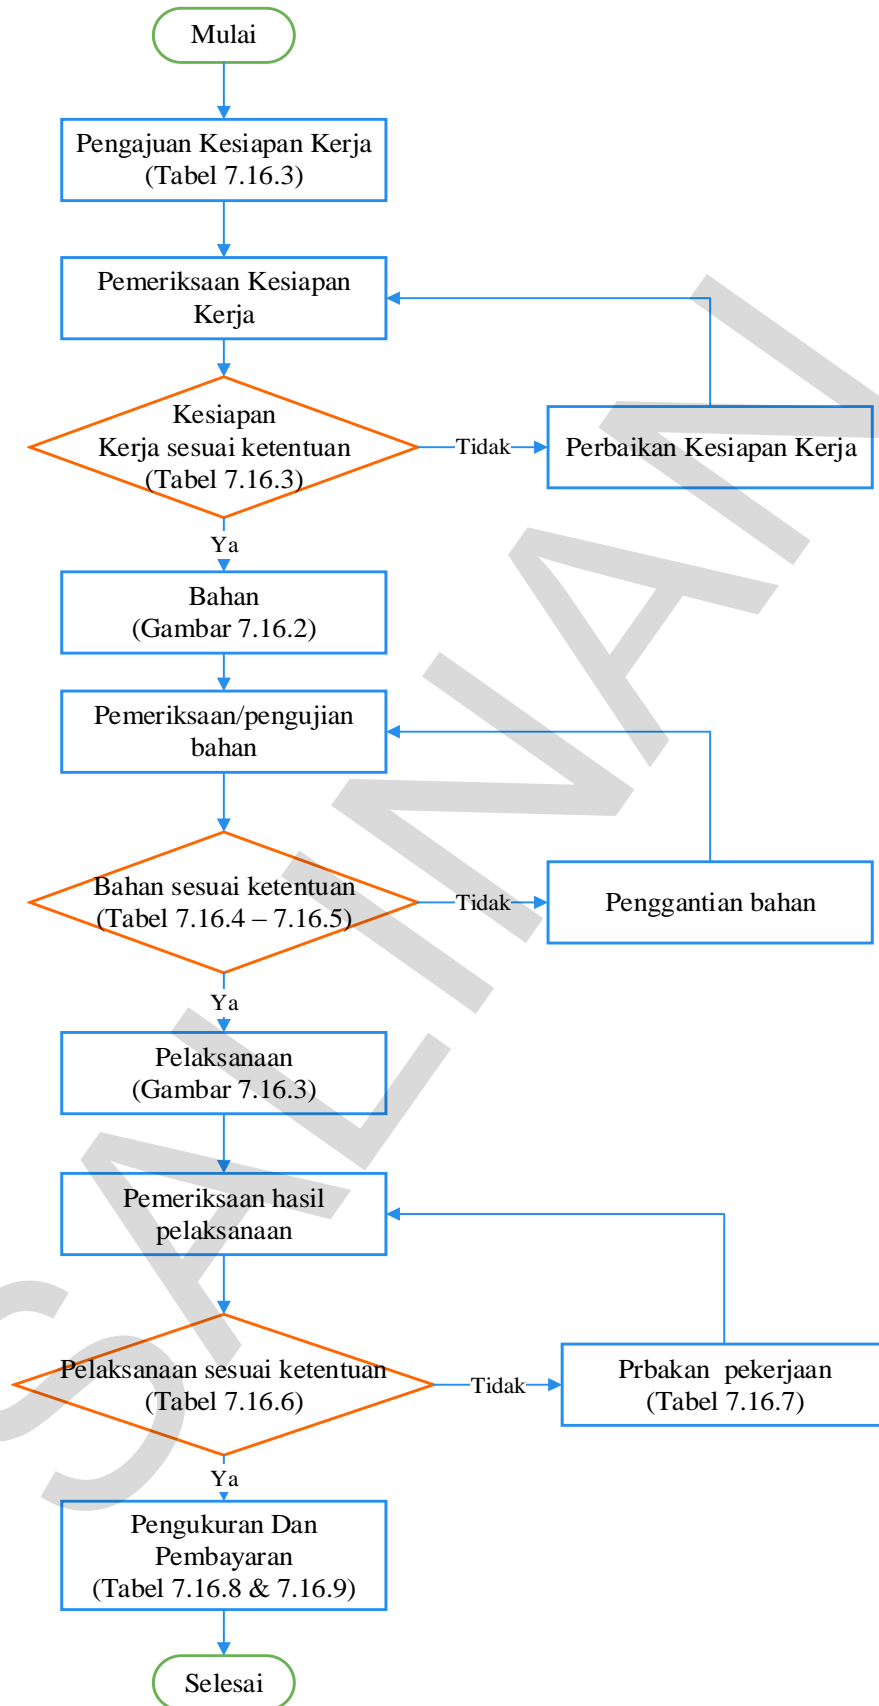 Mulai
Pengajuan Kesiapan Kerja
(Tabel 7.16.3)
Pemeriksaan Kesiapan
Kerja
Kesiapan
Kerja sesuai ketentuan
(Tabel 7.16.3)
Tidak
Perbaikan Kesiapan Kerja
Ya
Bahan
(Gambar 7.16.2)
Pemeriksaan/pengujian
bahan
Bahan sesuai ketentuan
(Tabel 7.16.4 – 7.16.5)
Tidak
Penggantian bahan
Ya
Pelaksanaan
(Gambar 7.16.3)
Pemeriksaan hasil
pelaksanaan
Pelaksanaan sesuai ketentuan
(Tabel 7.16.6)
Tidak
Prbakan pekerjaan
(Tabel 7.16.7)
Ya
Pengukuran Dan
Pembayaran
(Tabel 7.16.8 & 7.16.9)
Selesai
SALINAN